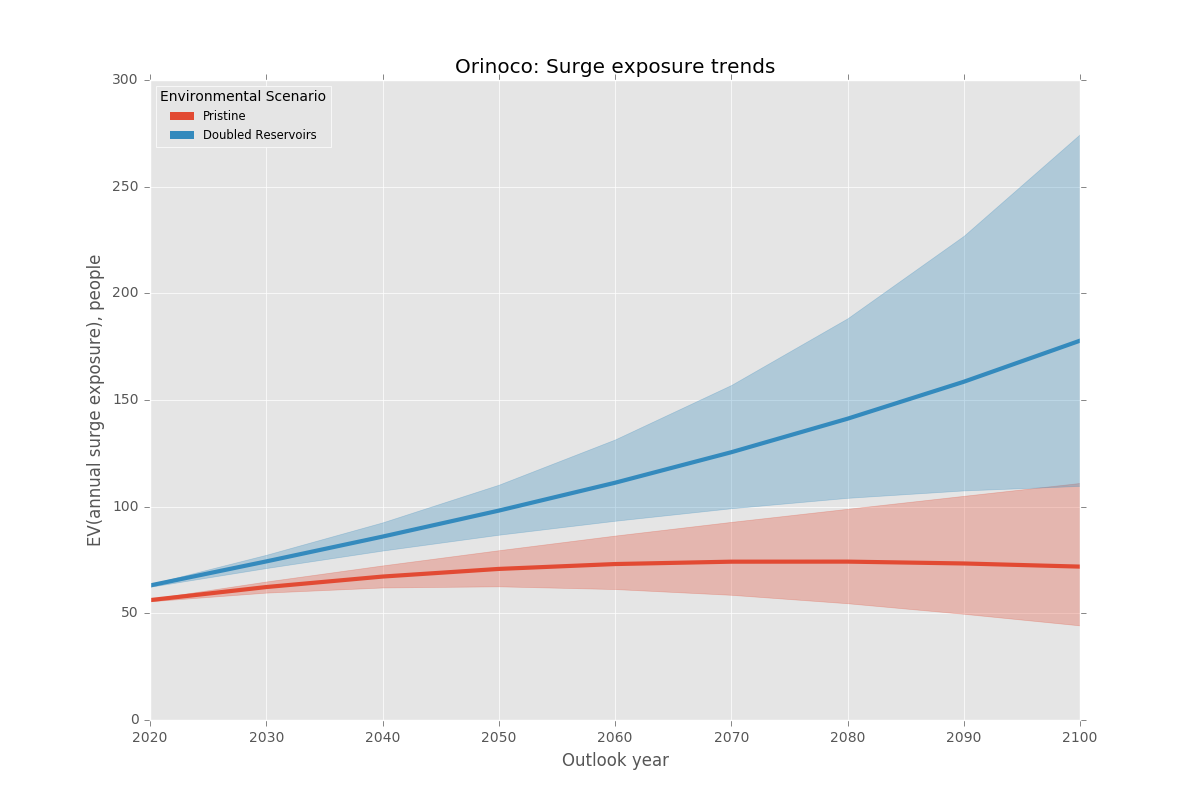 Orinoco: Surge exposure trends
Environmental Scenario
Pristine
Doubled Reservoirs
EV(annual surge exposure), people
300
250
200
150
100
50
0
2020 2030 2040 2050 2060 2070 2080 2090 2100
Outlook year